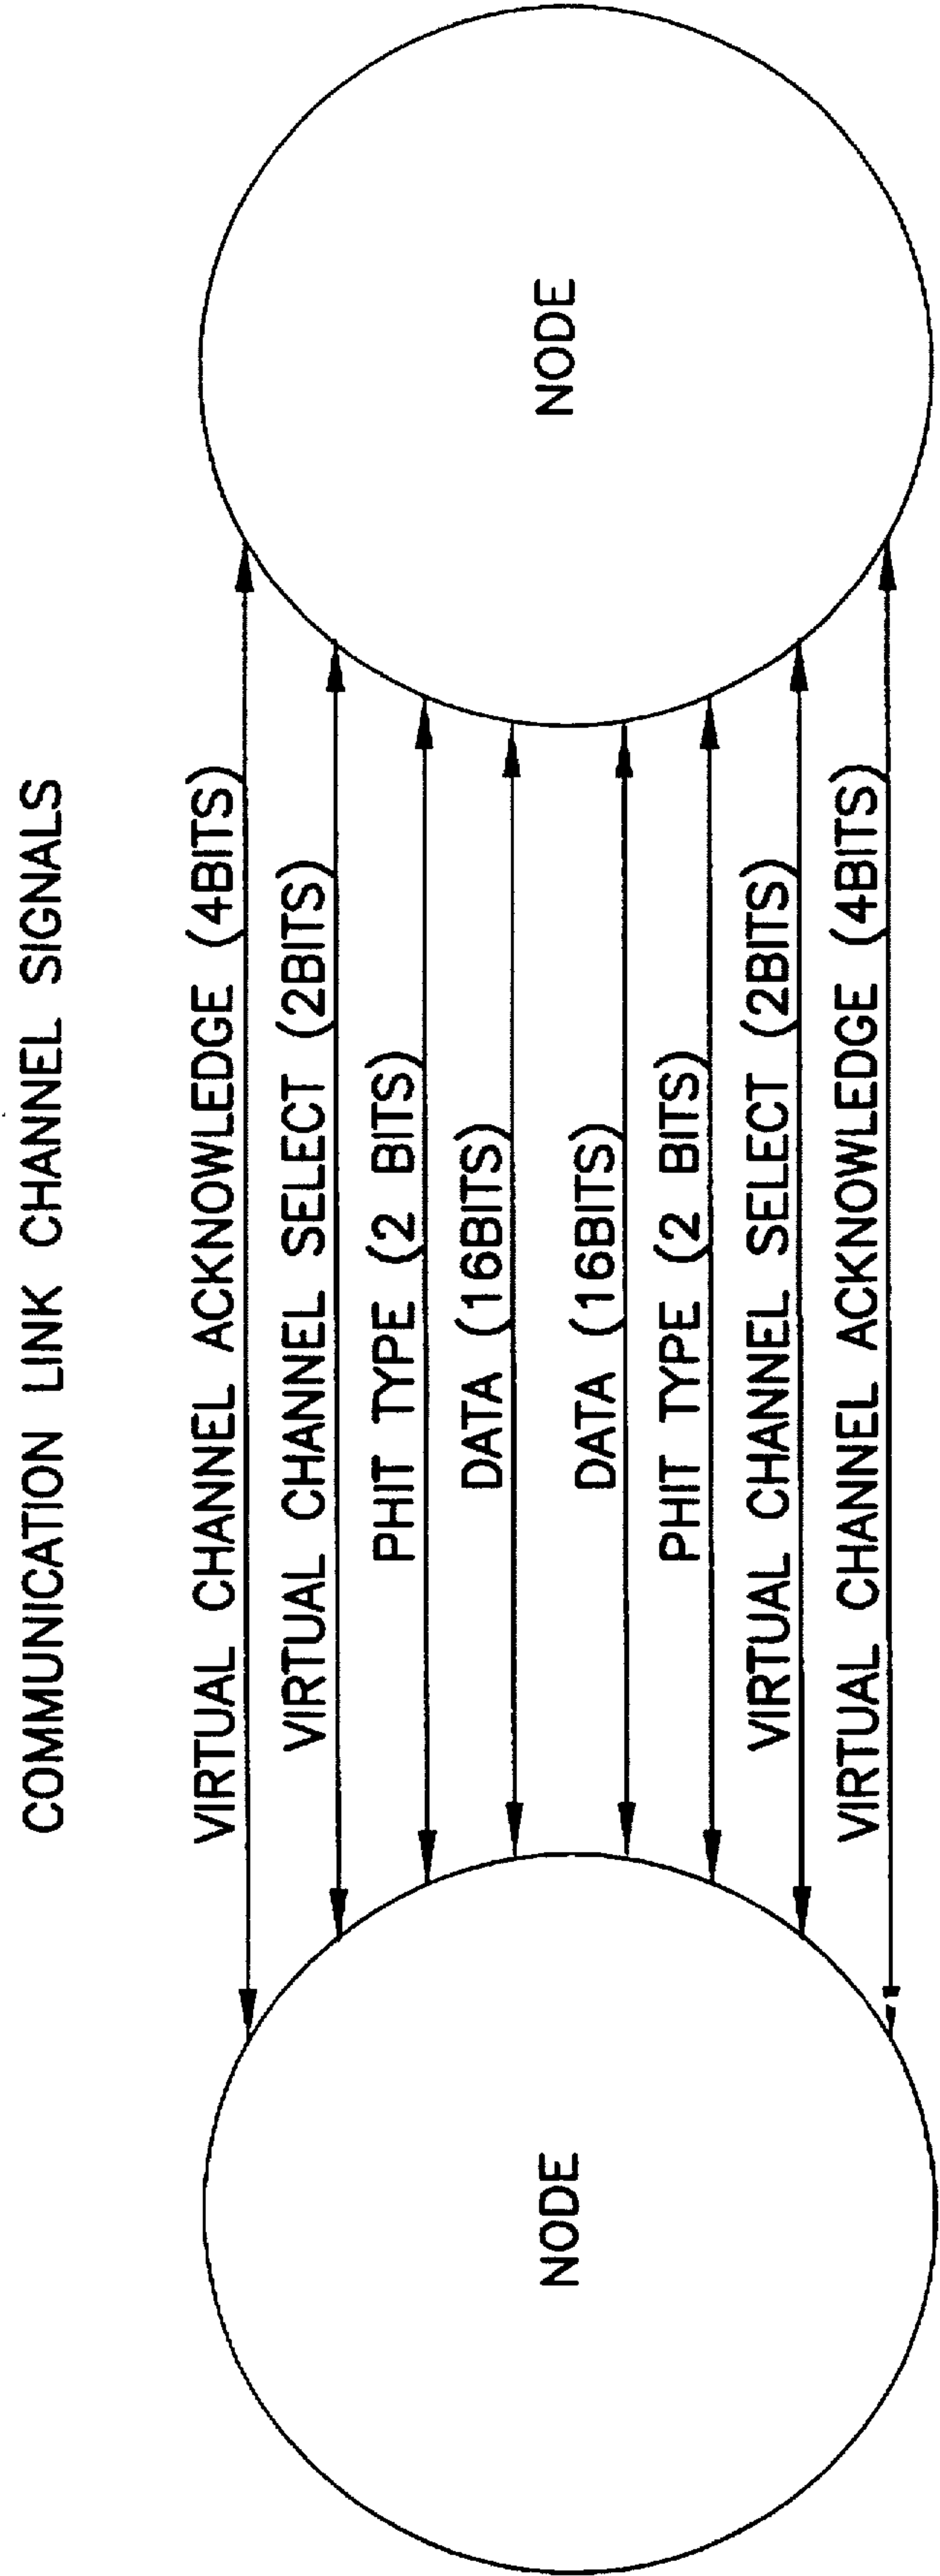 COMMUNICATION LINK CHANNEL SIGNALS
VIRTUAL CHANNEL ACKNOWLEDGE (4BITS)
VIRTUAL CHANNEL SELECT (2BITS)
PHIT TYPE (2 BITS)
DATA (16BITS)
NODE
NODE
DATA (16BITS)
PHIT TYPE (2 BITS)
VIRTUAL CHANNEL SELECT (2BITS)
VIRTUAL CHANNEL ACKNOWLEDGE (4BITS)